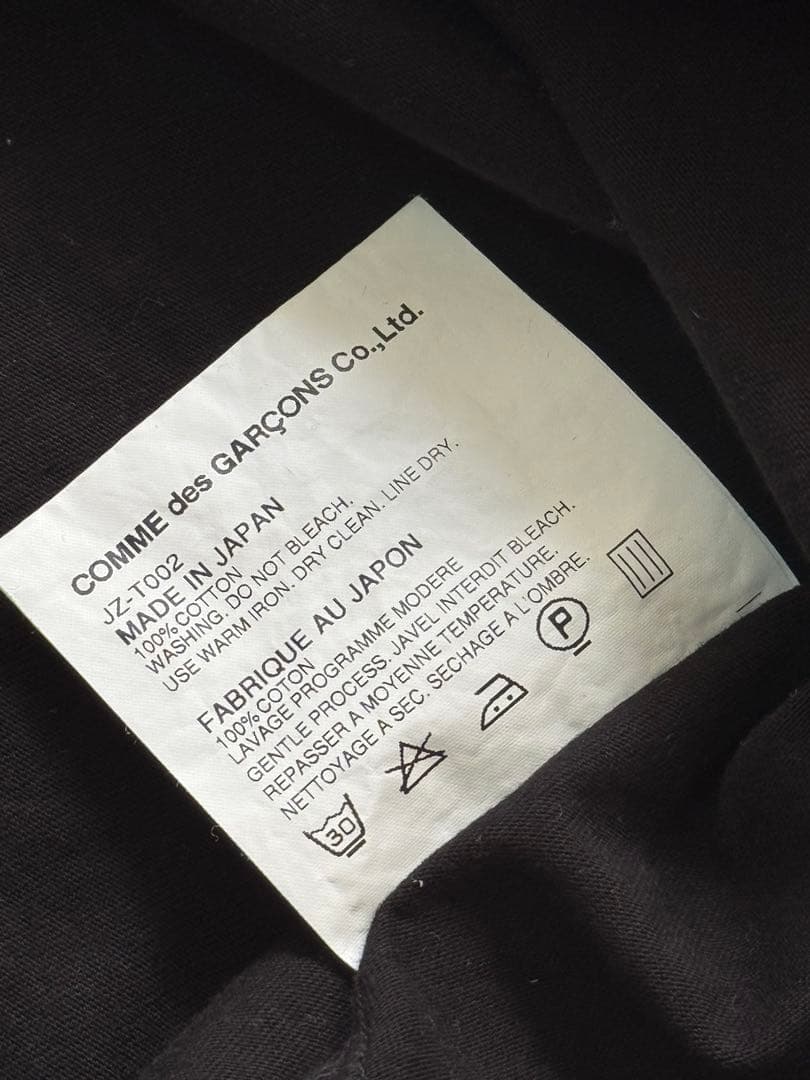 COMME des GARÇONS Co.,Ltd.
JZ-T002
MADE IN JAPAN
100% COTTON
WASHING. DO NOT BLEACH.
USE WARM IRON. DRY CLEAN. LINE DRY.
FABRIQUE AU JAPON
100% COTON
LAVAGE PROGRAMME MODERE
GENTLE PROCESS. JAVEL INTERDIT BLEACH.
REPASSER A MOYENNE TEMPERATURE.
NETTOYAGE A SEC. SECHAGE A L'OMBRE.
30
P